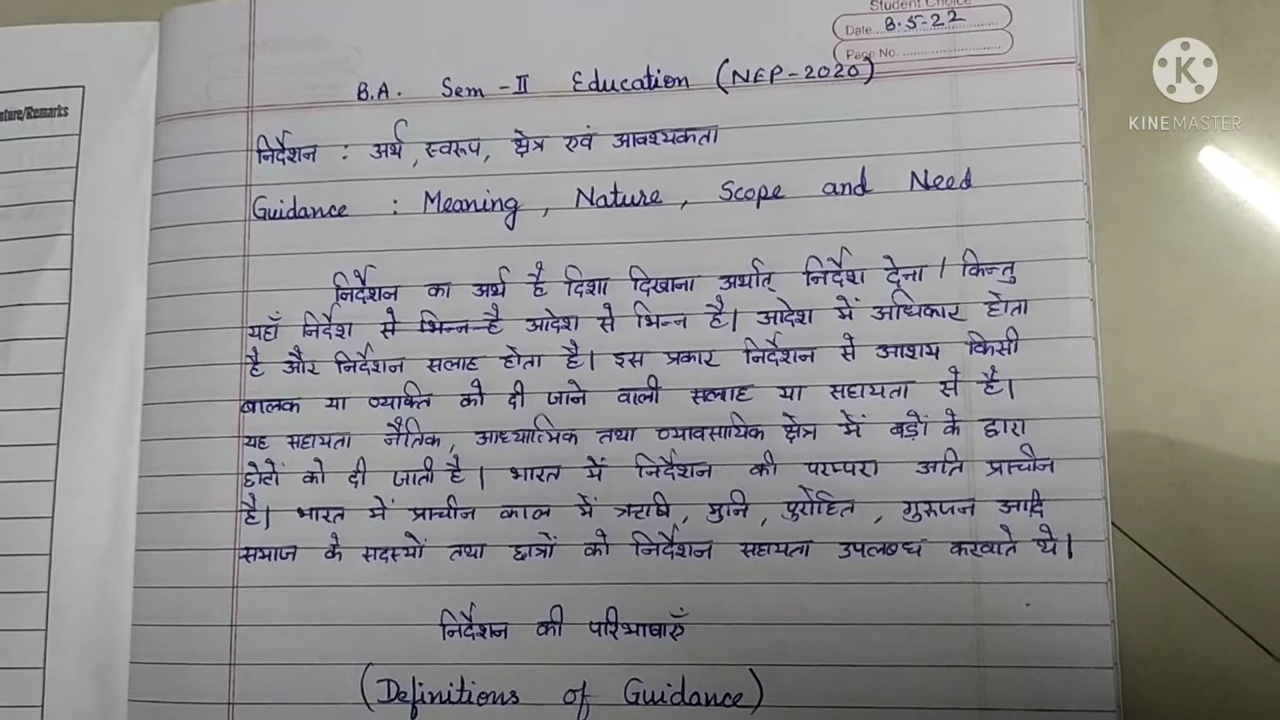 Student Choice
Date 8.5-22
Page No.
ature/Remarks
K
KINEMASTER
B.A. Sem-II Education (NEP-2020)
निर्देशन : अर्थ, स्वरूप, क्षेत्र एवं आवश्यकता
Guidance : Meaning, Nature, Scope and Need
निर्देशन का अर्थ है दिशा दिखाना अर्थात् निर्देश देना। किन्तु
यहाँ निर्देश से भिन्न है आदेश से भिन्न है। आदेश में अधिकार होता
है और निर्देशन सलाह होता है। इस प्रकार निर्देशन से आशय किसी
बालक या व्यक्ति को दी जाने वाली सलाह या सहायता से है।
यह सहायता नैतिक, आध्यात्मिक तथा व्यावसायिक क्षेत्र में बड़ों के द्वारा
छोटों को दी जाती है। भारत में निर्देशन की परम्परा अति प्राचीन
है। भारत में प्राचीन काल में ऋषि, मुनि, पुरोहित, गुरुजन आदि
समाज के सदस्यों तथा छात्रों को निर्देशन सहायता उपलब्ध करवाते थे।
निर्देशन की परिभाषाएँ
(Definitions of Guidance)